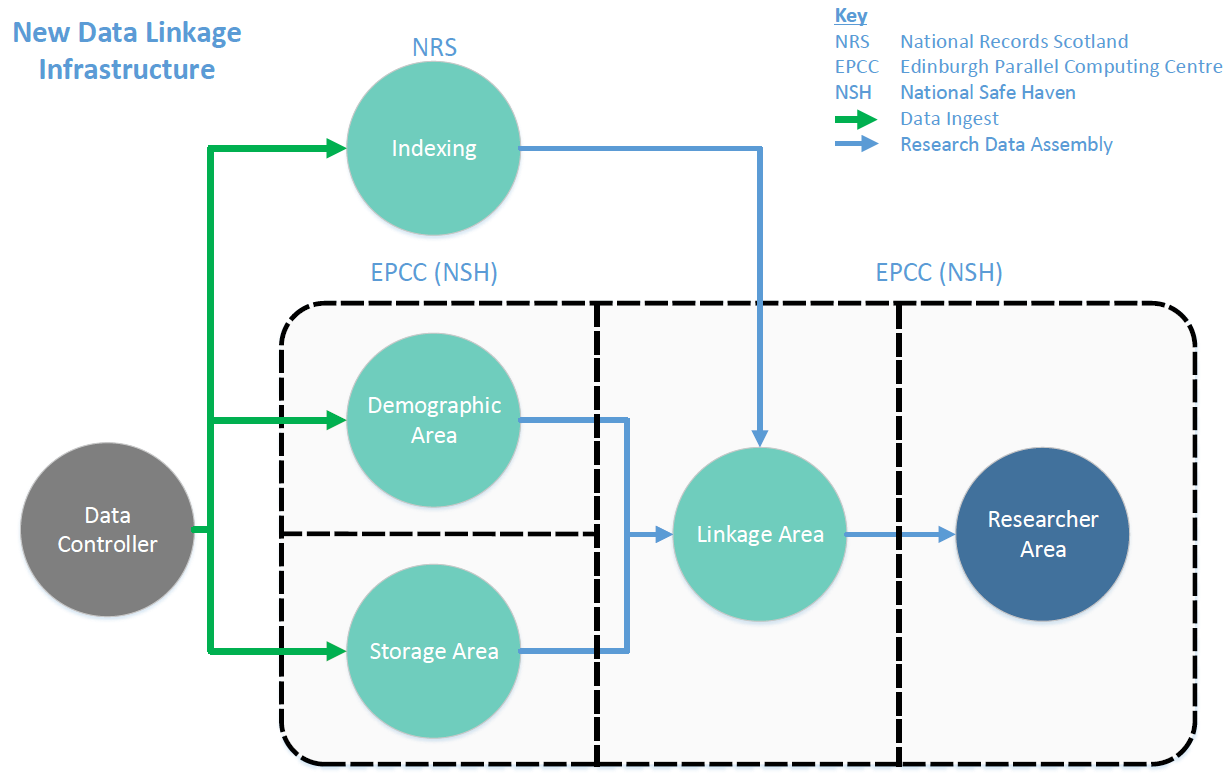 New Data Linkage
Infrastructure
Key
NRS National Records Scotland
EPCC Edinburgh Parallel Computing Centre
NSH National Safe Haven
Data Ingest
Research Data Assembly
NRS
Indexing
EPCC (NSH)
EPCC (NSH)
Demographic
Area
Data
Controller
Linkage Area
Researcher
Area
Storage Area